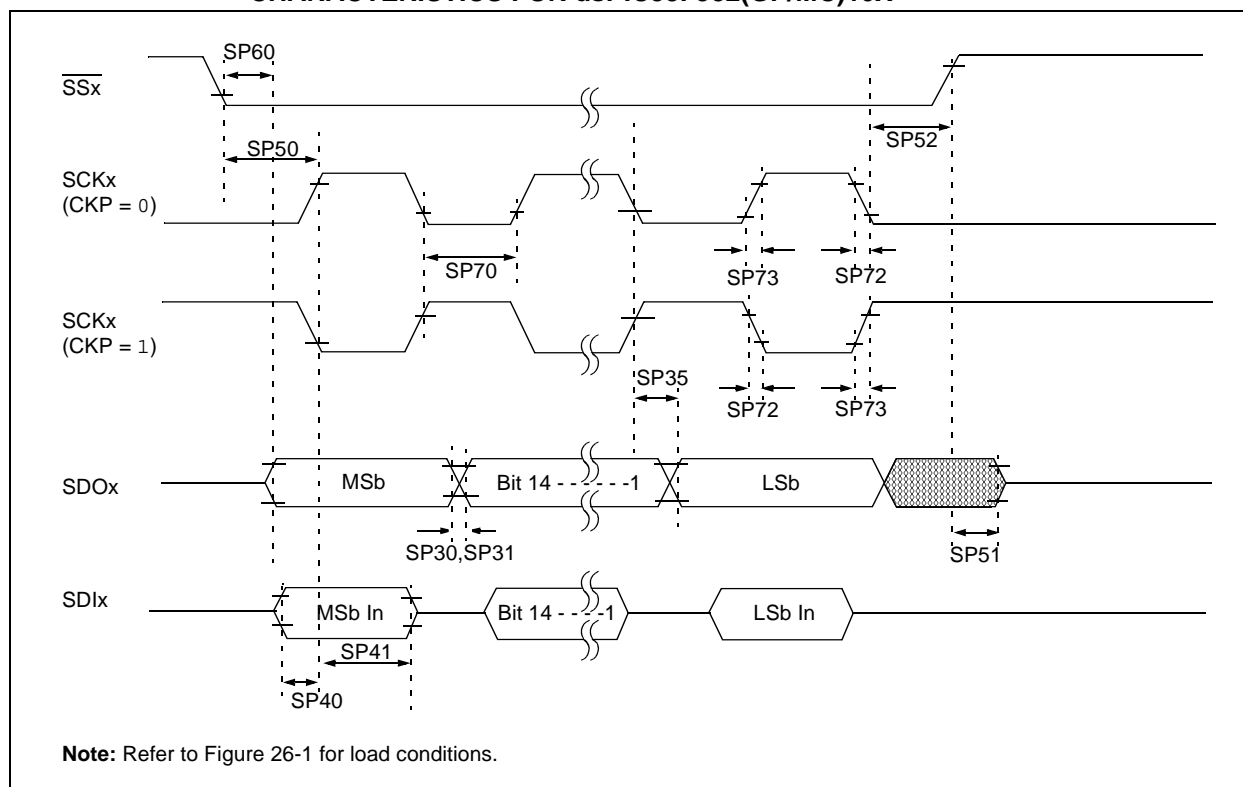 SP60
SSx
SP50
SP52
SCKx
(CKP = 0)
SP70
SP73
SP72
SCKx
(CKP = 1)
SP35
SP72
SP73
SDOx
MSb
Bit 14 - - - - - -1
LSb
SP30,SP31
SP51
SDIx
MSb In
Bit 14 - - - -1
LSb In
SP41
SP40
Note: Refer to Figure 26-1 for load conditions.